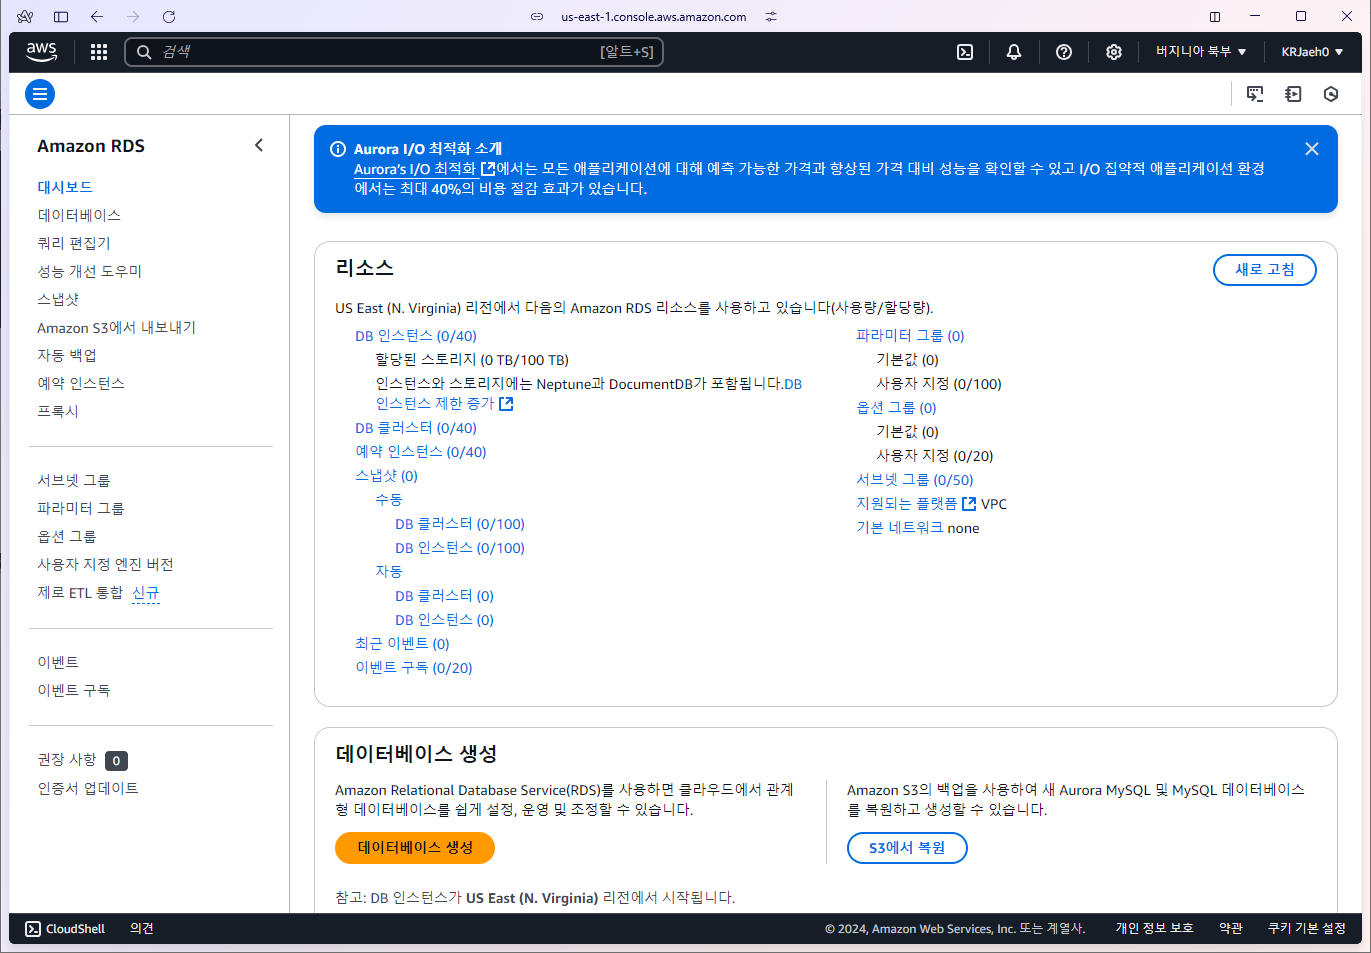 us-east-1.console.aws.amazon.com
aws
검색
[알트+S]
버지니아 북부
KRJaeh0
Amazon RDS
대시보드
데이터베이스
쿼리 편집기
성능 개선 도우미
스냅샷
Amazon S3에서 내보내기
자동 백업
예약 인스턴스
프록시
서브넷 그룹
파라미터 그룹
옵션 그룹
사용자 지정 엔진 버전
제로 ETL 통합 신규
이벤트
이벤트 구독
권장 사항 0
인증서 업데이트
Aurora I/O 최적화 소개
Aurora's I/O 최적화에서는 모든 애플리케이션에 대해 예측 가능한 가격과 향상된 가격 대비 성능을 확인할 수 있고 I/O 집약적 애플리케이션 환경
에서는 최대 40%의 비용 절감 효과가 있습니다.
리소스
새로 고침
US East (N. Virginia) 리전에서 다음의 Amazon RDS 리소스를 사용하고 있습니다(사용량/할당량).
DB 인스턴스 (0/40)
할당된 스토리지 (0 TB/100 TB)
인스턴스와 스토리지에는 Neptune과 DocumentDB가 포함됩니다.DB
인스턴스 제한 증가
DB 클러스터 (0/40)
예약 인스턴스 (0/40)
스냅샷 (0)
수동
DB 클러스터 (0/100)
DB 인스턴스 (0/100)
자동
DB 클러스터 (0)
DB 인스턴스 (0)
최근 이벤트 (0)
이벤트 구독 (0/20)
파라미터 그룹 (0)
기본값 (0)
사용자 지정 (0/100)
옵션 그룹 (0)
기본값 (0)
사용자 지정 (0/20)
서브넷 그룹 (0/50)
지원되는 플랫폼 VPC
기본 네트워크 none
데이터베이스 생성
Amazon Relational Database Service(RDS)를 사용하면 클라우드에서 관계
형 데이터베이스를 쉽게 설정, 운영 및 조정할 수 있습니다.
데이터베이스 생성
Amazon S3의 백업을 사용하여 새 Aurora MySQL 및 MySQL 데이터베이스
를 복원하고 생성할 수 있습니다.
S3에서 복원
참고: DB 인스턴스가 US East (N. Virginia) 리전에서 시작됩니다.
CloudShell
의견
© 2024, Amazon Web Services, Inc. 또는 계열사.
개인 정보 보호
약관
쿠키 기본 설정